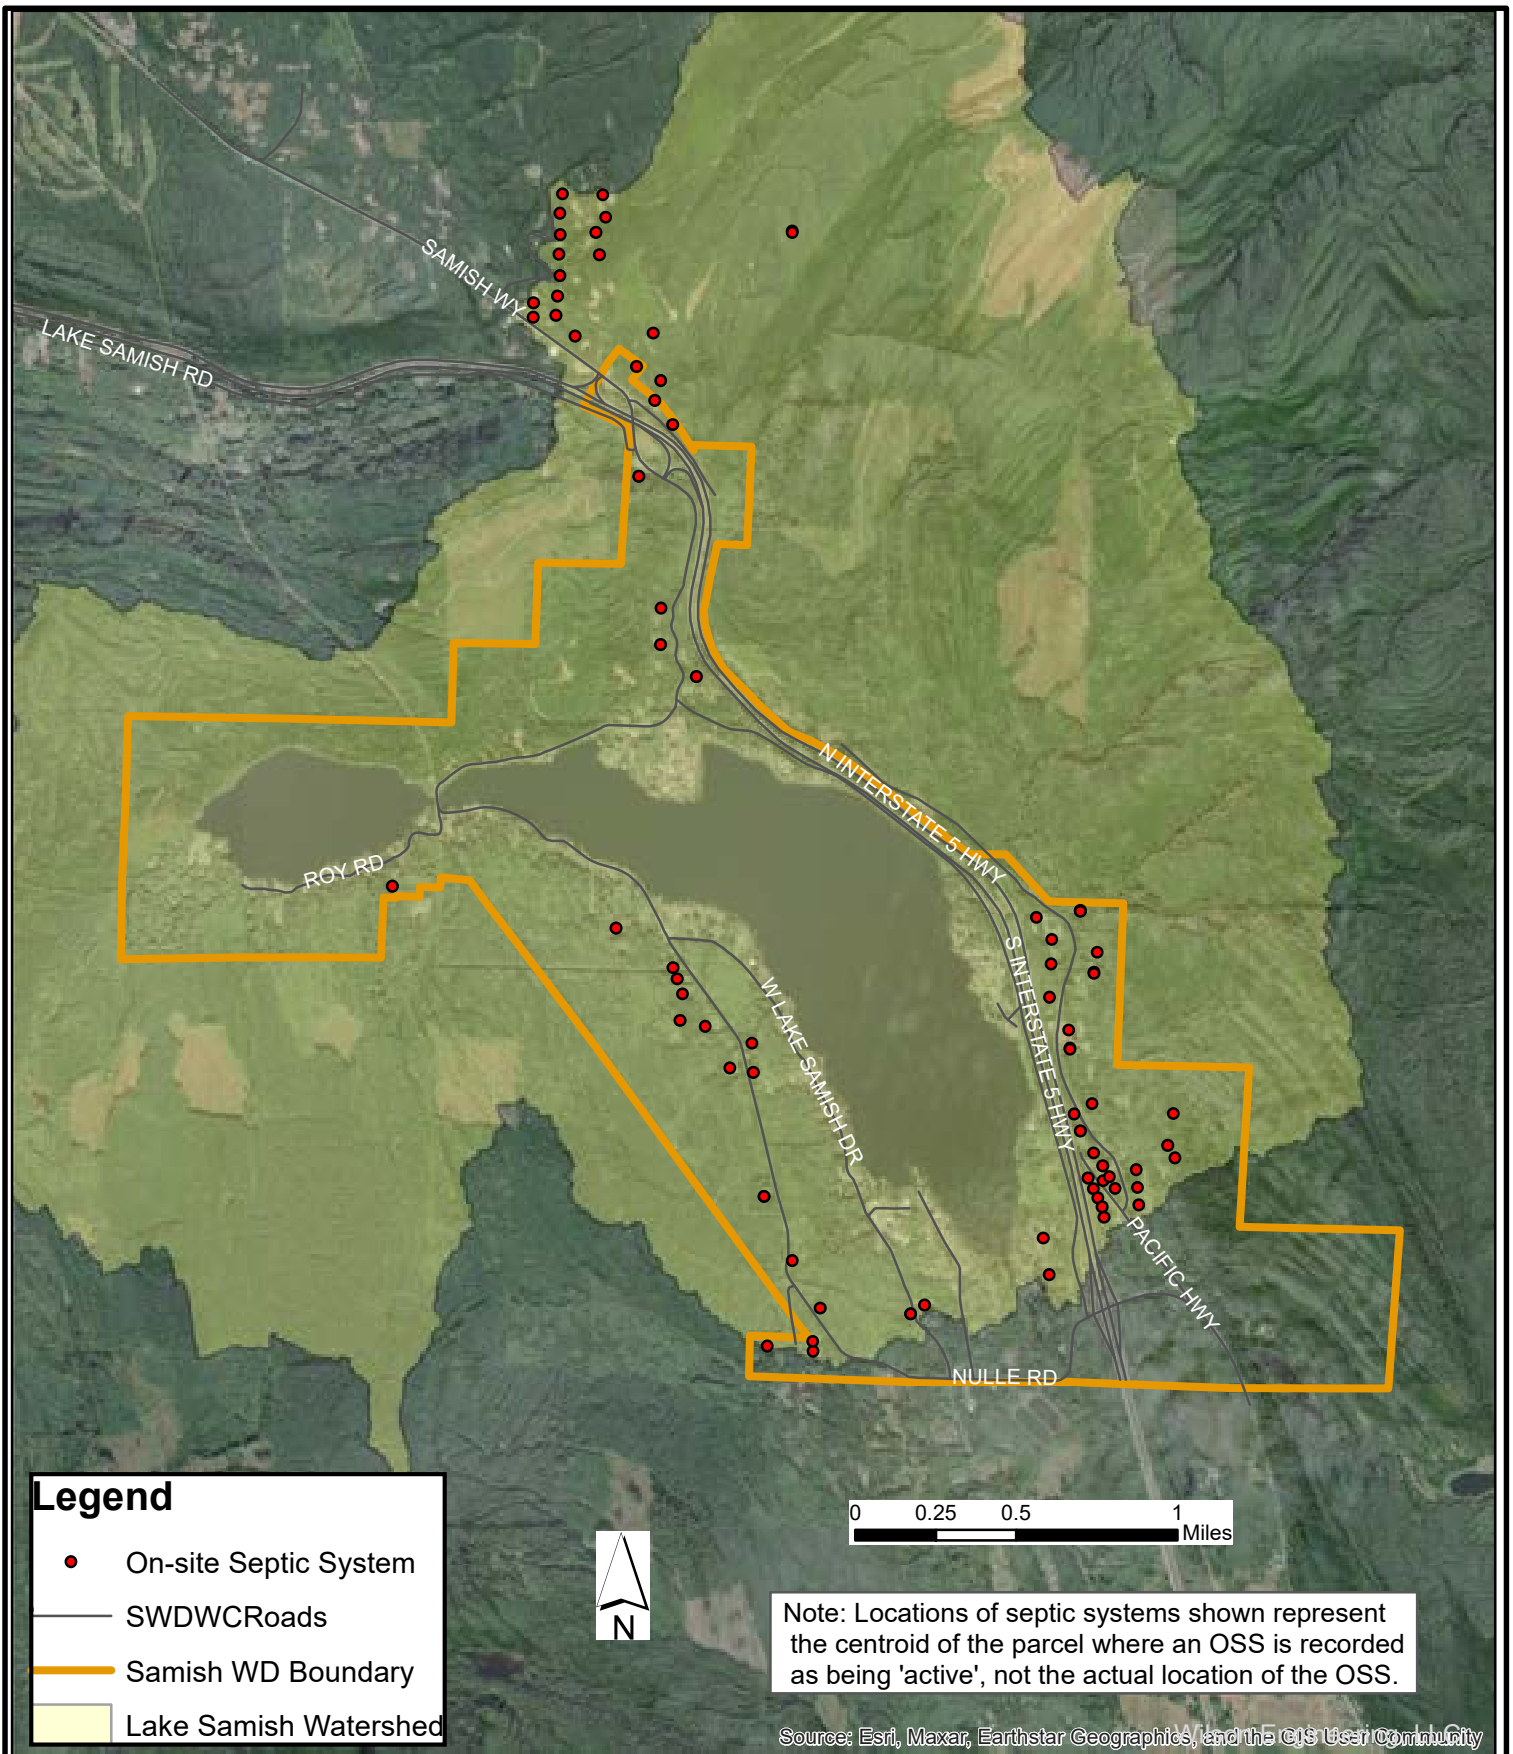 SAMISH WY
LAKE SAMISH RD
N INTERSTATE 5 HWY
ROY RD
S INTERSTATE 5 HWY
W LAKE SAMISH DR
PACIFIC HWY
NULLE RD
Legend
On-site Septic System
SWDWCRoads
Samish WD Boundary
Lake Samish Watershed
N
0 0.25 0.5 1
Miles
Note: Locations of septic systems shown represent
the centroid of the parcel where an OSS is recorded
as being 'active', not the actual location of the OSS.
Source: Esri, Maxar, Earthstar Geographics, and the GIS User Community
Wilson Engineering, LLC